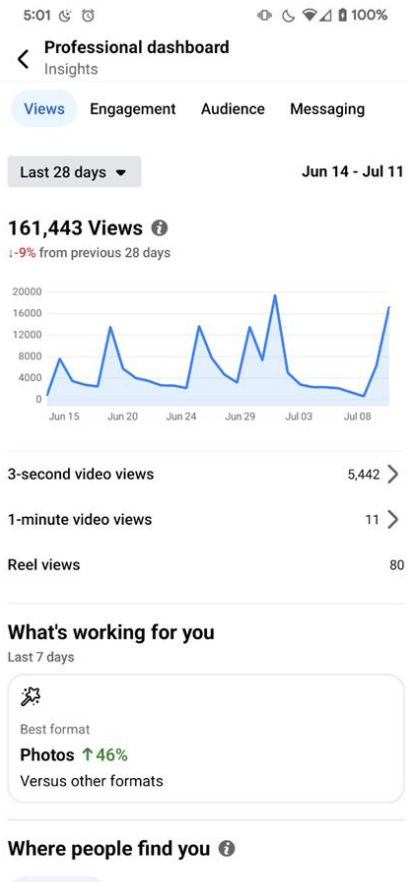 5:01 100%
Professional dashboard
Insights
Views Engagement Audience Messaging
Last 28 days Jun 14 - Jul 11
161,443 Views
↓-9% from previous 28 days
20000
16000
12000
8000
4000
0
Jun 15 Jun 20 Jun 24 Jun 29 Jul 03 Jul 08
3-second video views 5,442
1-minute video views 11
Reel views 80
What's working for you
Last 7 days
Best format
Photos ↑46%
Versus other formats
Where people find you